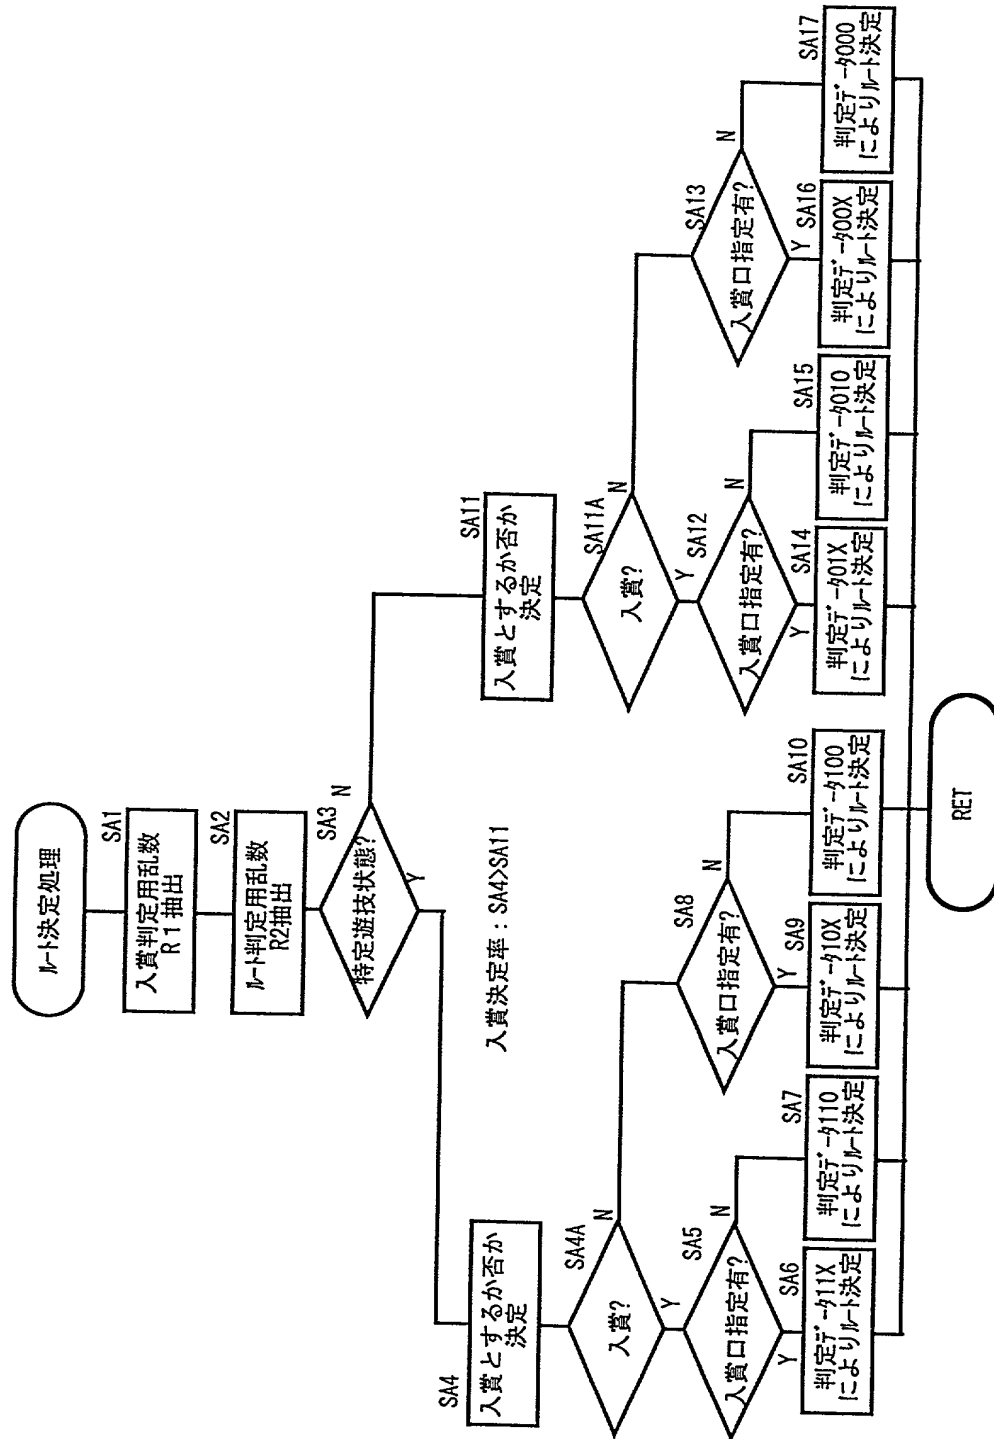 ルート決定処理
SA1
入賞判定用乱数
R1抽出
SA2
ルート判定用乱数
R2抽出
SA3
特定遊技状態?
N
Y
入賞決定率：SA4>SA11
SA4
入賞とするか否か
決定
SA4A
入賞?
N
Y
SA5
入賞口指定有?
N
Y
SA6
判定データ11X
によりルート決定
SA7
判定データ110
によりルート決定
SA8
入賞口指定有?
N
Y
SA9
判定データ10X
によりルート決定
SA10
判定データ100
によりルート決定
SA11
入賞とするか否か
決定
SA11A
入賞?
N
Y
SA12
入賞口指定有?
N
Y
SA14
判定データ01X
によりルート決定
SA15
判定データ010
によりルート決定
SA13
入賞口指定有?
N
Y
SA16
判定データ00X
によりルート決定
SA17
判定データ000
によりルート決定
RET